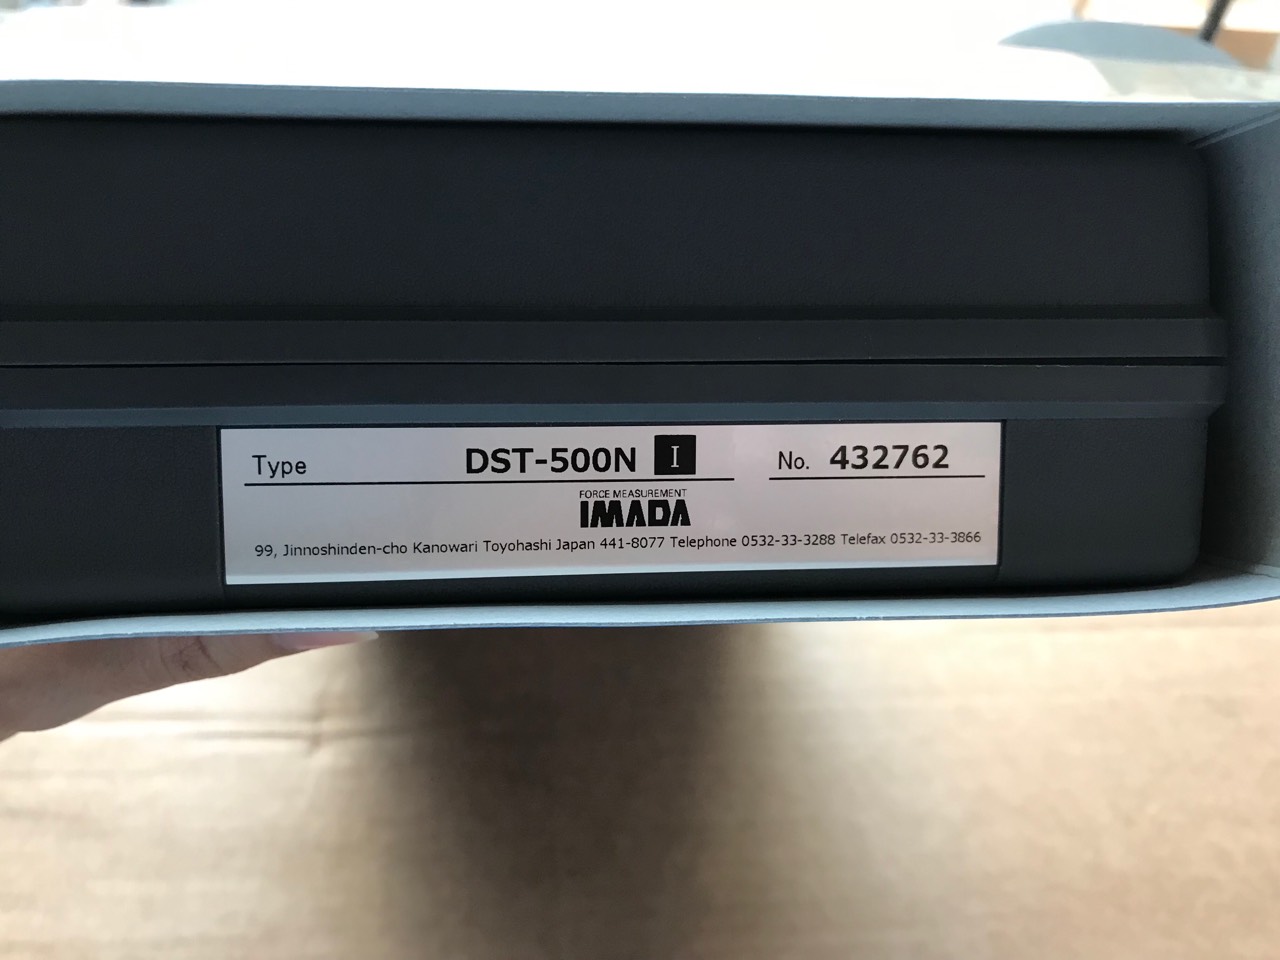 Type DST-500N I No. 432762
FORCE MEASUREMENT
IMADA
99, Jinnoshinden-cho Kanowari Toyohashi Japan 441-8077 Telephone 0532-33-3288 Telefax 0532-33-3866